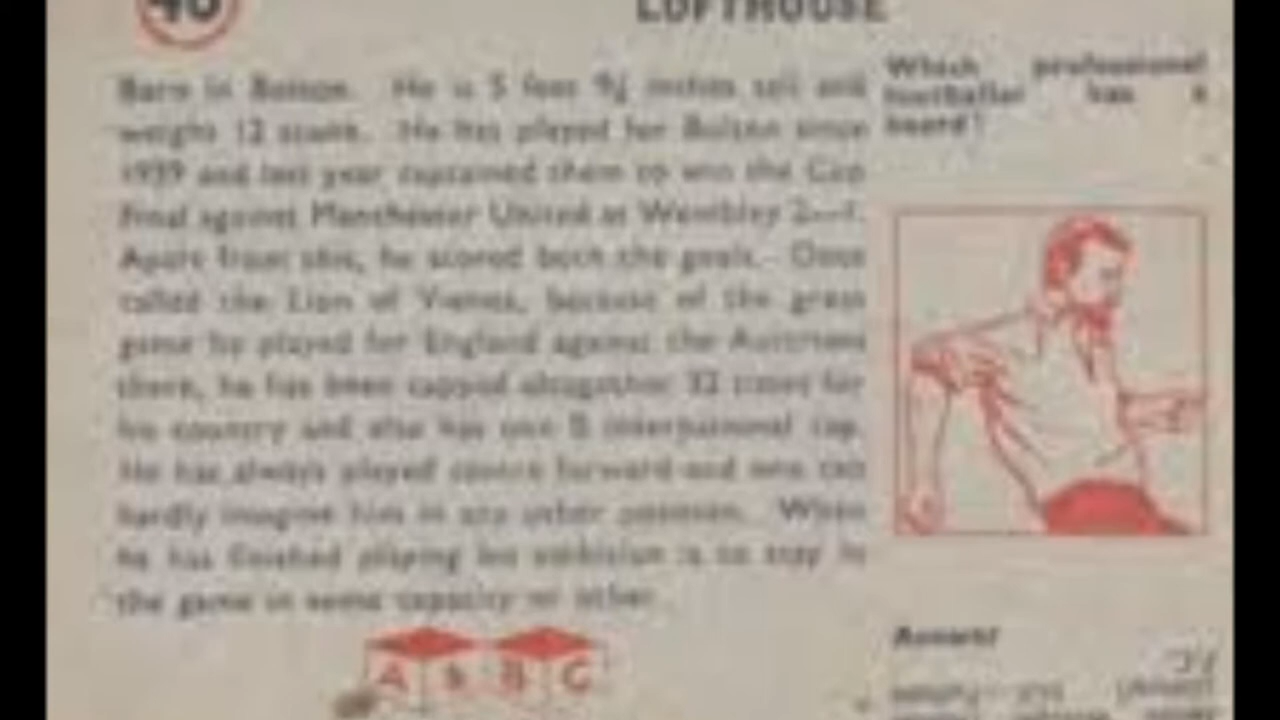 LOFTHOUSE
Born in Bolton. He is 5 feet 9½ inches tall and
weighs 12 stone. He has played for Bolton since
1939 and last year captained them to win the Cup
Final against Manchester United at Wembley 2—
Apart from this, he scored both the goals. Once
called the Lion of Vienna, because of the great
game he played for England against the Austrians
there, he has been capped altogether 32 times for
his country and also has won B international cap.
He has always played centre forward and one can
hardly imagine him in any other position. When
he has finished playing his ambition is to stay in
the game in some capacity or other.
A & B C
Which professional
footballer has a
beard?
Answer